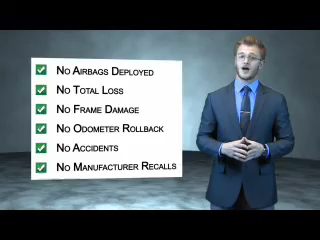 No Airbags Deployed
No Total Loss
No Frame Damage
No Odometer Rollback
No Accidents
No Manufacturer Recalls